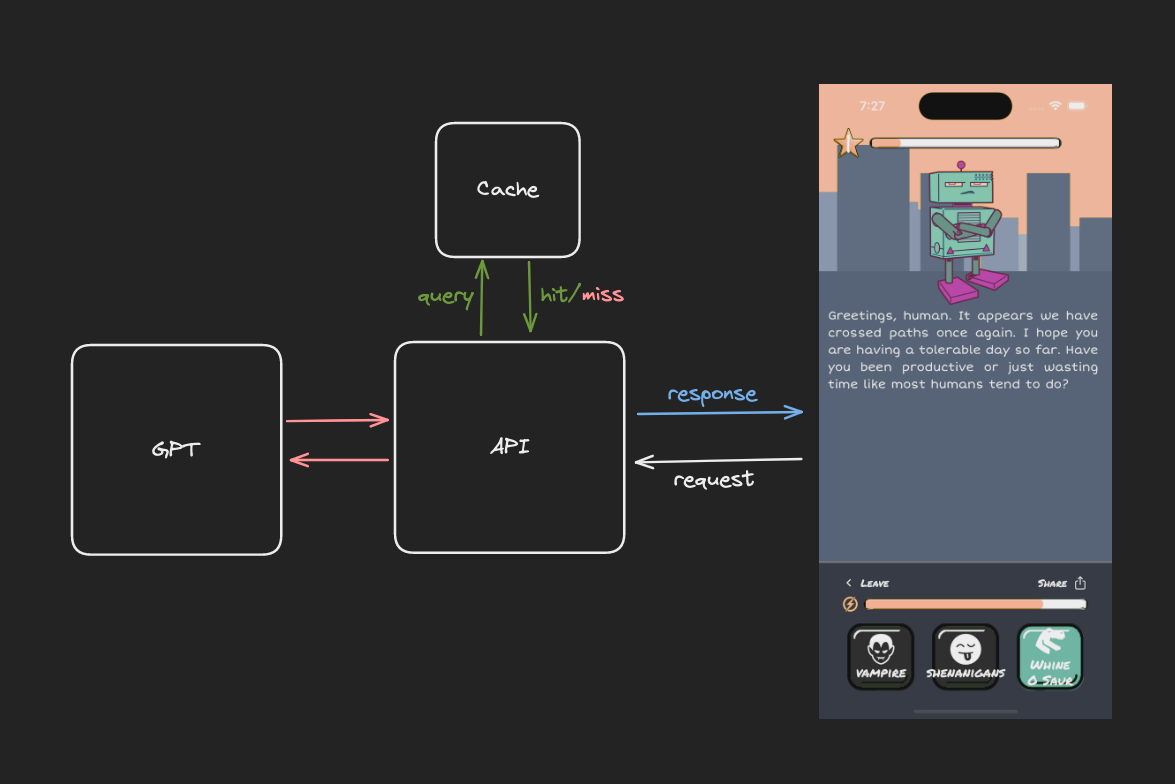 Cache
query
hit/miss
GPT
API
response
request
7:27
Greetings, human. It appears we have
crossed paths once again. I hope you
are having a tolerable day so far. Have
you been productive or just wasting
time like most humans tend to do?
Leave
Share
Vampire
Shenanigans
Whine
O Saur